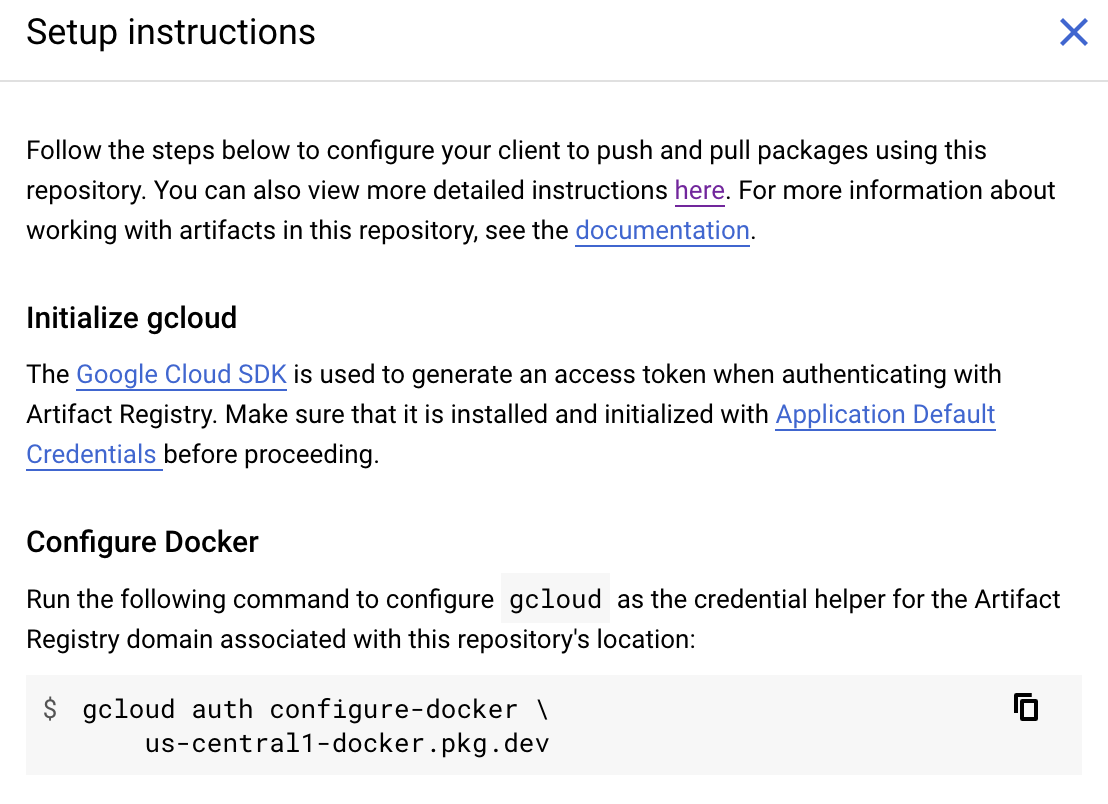 Setup instructions
Follow the steps below to configure your client to push and pull packages using this
repository. You can also view more detailed instructions here. For more information about
working with artifacts in this repository, see the documentation.
Initialize gcloud
The Google Cloud SDK is used to generate an access token when authenticating with
Artifact Registry. Make sure that it is installed and initialized with Application Default
Credentials before proceeding.
Configure Docker
Run the following command to configure gcloud as the credential helper for the Artifact
Registry domain associated with this repository's location:
$ gcloud auth configure-docker \
us-central1-docker.pkg.dev